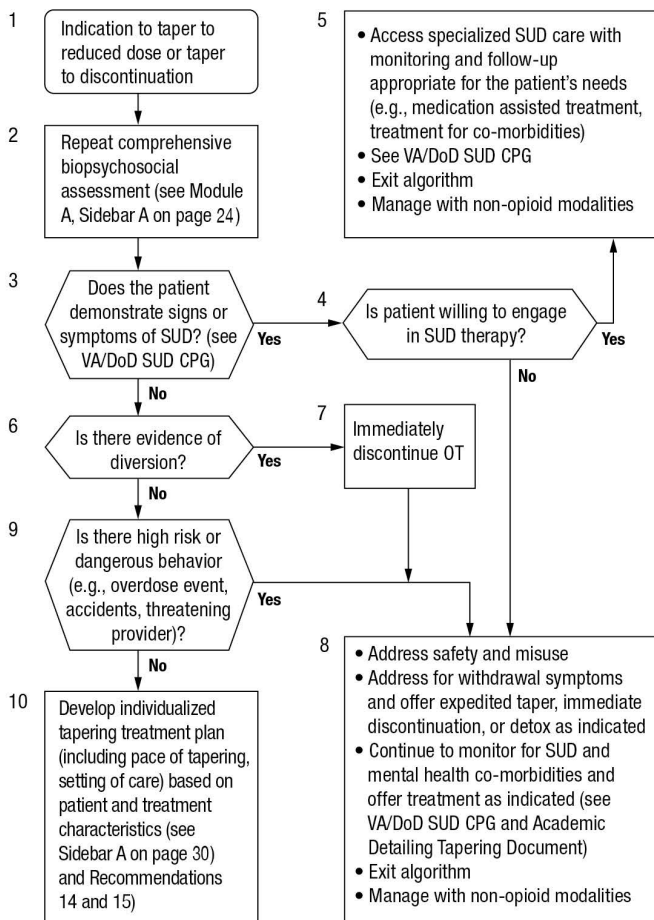 1
Indication to taper to
reduced dose or taper
to discontinuation
2
Repeat comprehensive
biopsychosocial
assessment (see Module
A, Sidebar A on page 24)
3
Does the patient
demonstrate signs or
symptoms of SUD? (see
VA/DoD SUD CPG)
Yes
No
4
Is patient willing to engage
in SUD therapy?
Yes
No
5
• Access specialized SUD care with
monitoring and follow-up
appropriate for the patient's needs
(e.g., medication assisted treatment,
treatment for co-morbidities)
• See VA/DoD SUD CPG
• Exit algorithm
• Manage with non-opioid modalities
6
Is there evidence of
diversion?
Yes
No
7
Immediately
discontinue OT
9
Is there high risk or
dangerous behavior
(e.g., overdose event,
accidents, threatening
provider)?
Yes
No
8
• Address safety and misuse
• Address for withdrawal symptoms
and offer expedited taper, immediate
discontinuation, or detox as indicated
• Continue to monitor for SUD and
mental health co-morbidities and
offer treatment as indicated (see
VA/DoD SUD CPG and Academic
Detailing Tapering Document)
• Exit algorithm
• Manage with non-opioid modalities
10
Develop individualized
tapering treatment plan
(including pace of tapering,
setting of care) based on
patient and treatment
characteristics (see
Sidebar A on page 30)
and Recommendations
14 and 15)